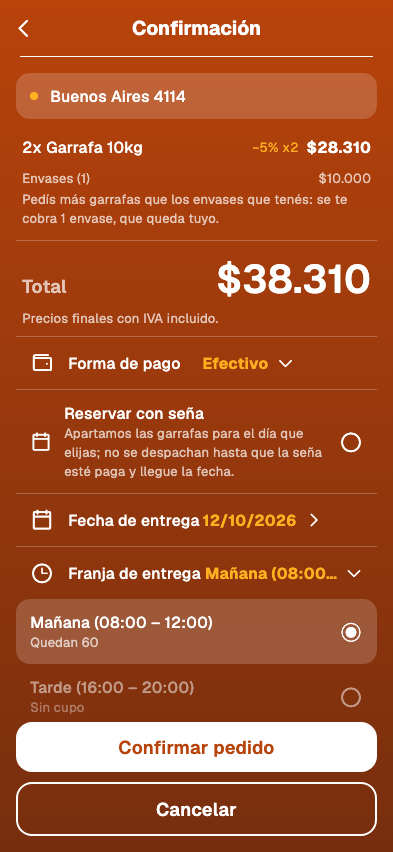 Confirmación
Buenos Aires 4114
2x Garrafa 10kg −5% x2 $28.310
Envases (1) $10.000
Pedís más garrafas que los envases que tenés: se te
cobra 1 envase, que queda tuyo.
Total $38.310
Precios finales con IVA incluido.
Forma de pago Efectivo
Reservar con seña
Apartamos las garrafas para el día que
elijas; no se despachan hasta que la seña
esté paga y llegue la fecha.
Fecha de entrega 12/10/2026
Franja de entrega Mañana (08:00...
Mañana (08:00 – 12:00)
Quedan 60
Tarde (16:00 – 20:00)
Sin cupo
Confirmar pedido
Cancelar